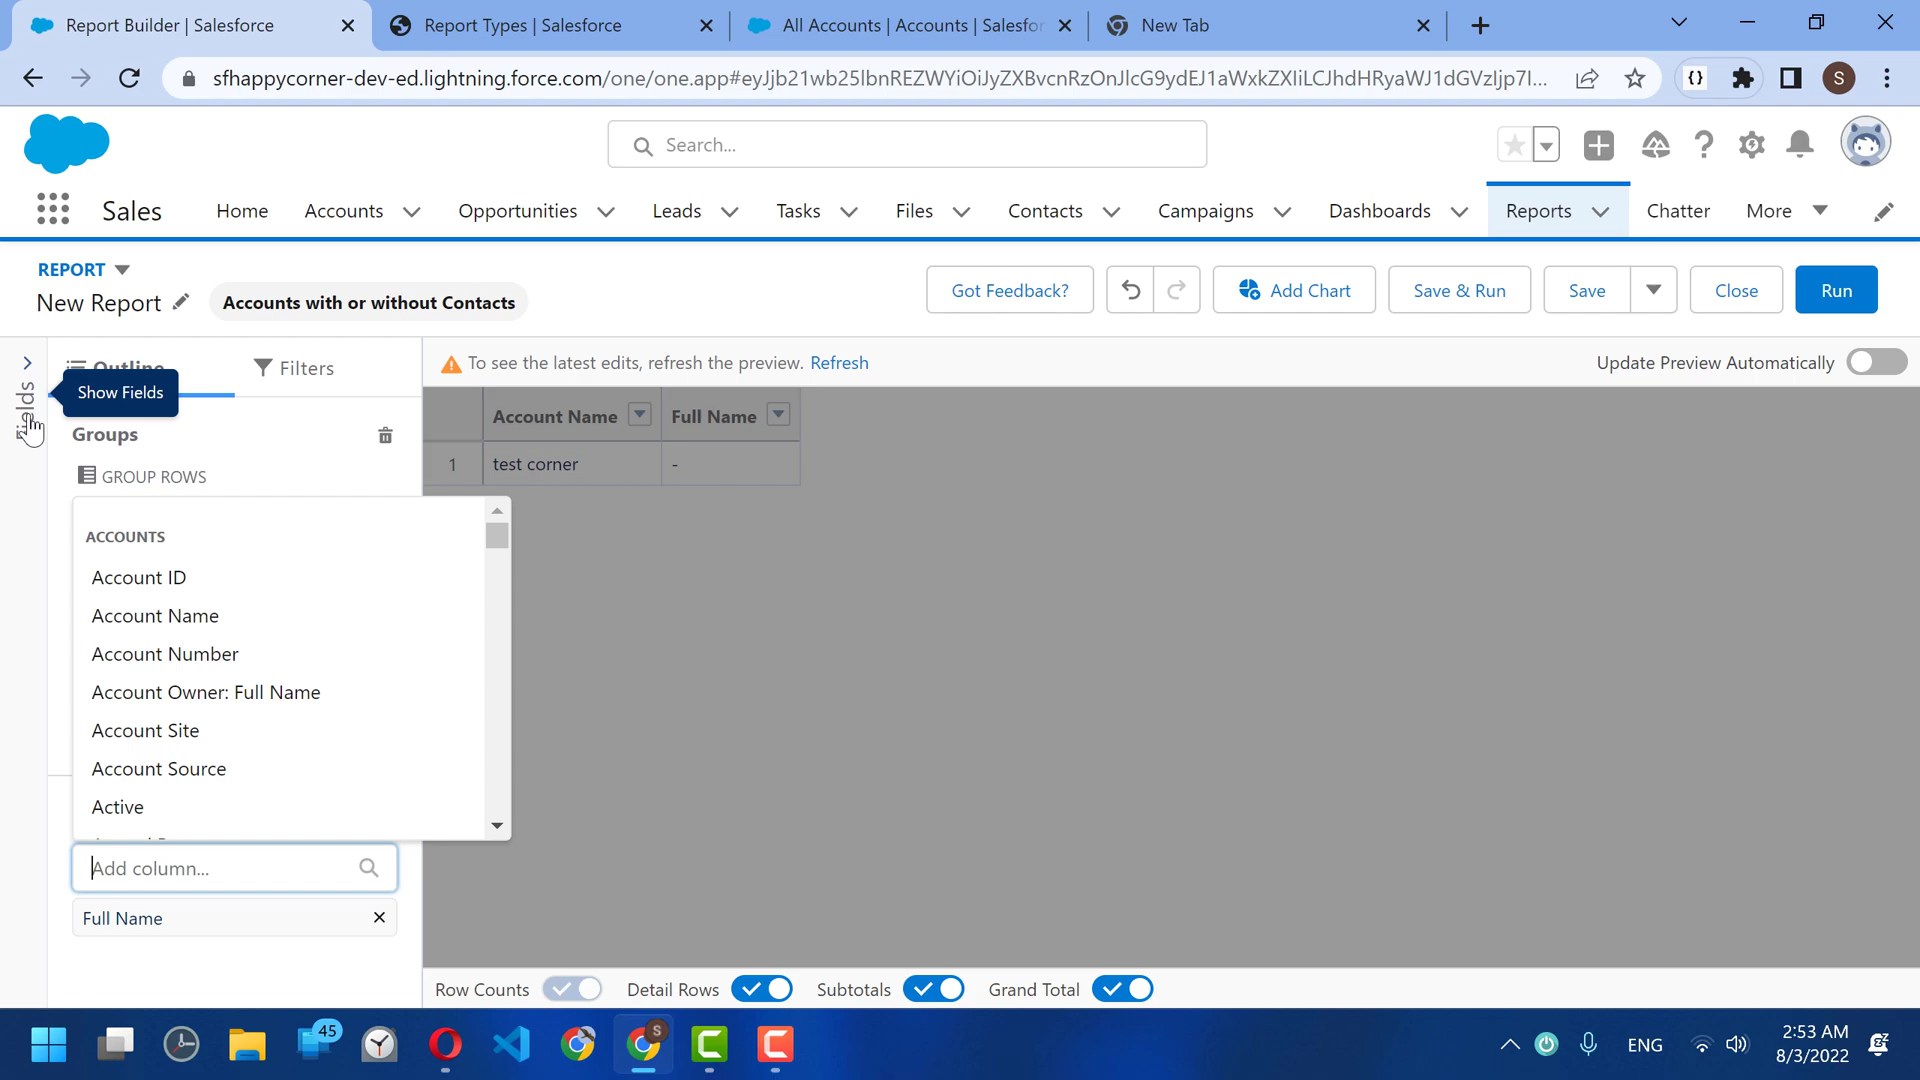 Report Builder | Salesforce
Report Types | Salesforce
All Accounts | Accounts | Salesfor
New Tab
sfhappycorner-dev-ed.lightning.force.com/one/one.app#eyJjb21wb25lbnREZWYiOiJyZXBvcnRzOnJlcG9ydEJ1aWxkZXIiLCJhdHRyaWJ1dGVzIjp7I...
S
Search...
Sales
Home
Accounts
Opportunities
Leads
Tasks
Files
Contacts
Campaigns
Dashboards
Reports
Chatter
More
REPORT
New Report
Accounts with or without Contacts
Got Feedback?
Add Chart
Save & Run
Save
Close
Run
Fields
Outline
Filters
Show Fields
To see the latest edits, refresh the preview. Refresh
Update Preview Automatically
Groups
GROUP ROWS
Account Name
Full Name
1
test corner
-
ACCOUNTS
Account ID
Account Name
Account Number
Account Owner: Full Name
Account Site
Account Source
Active
Add column...
Full Name
Row Counts
Detail Rows
Subtotals
Grand Total
45
S
ENG
2:53 AM
8/3/2022